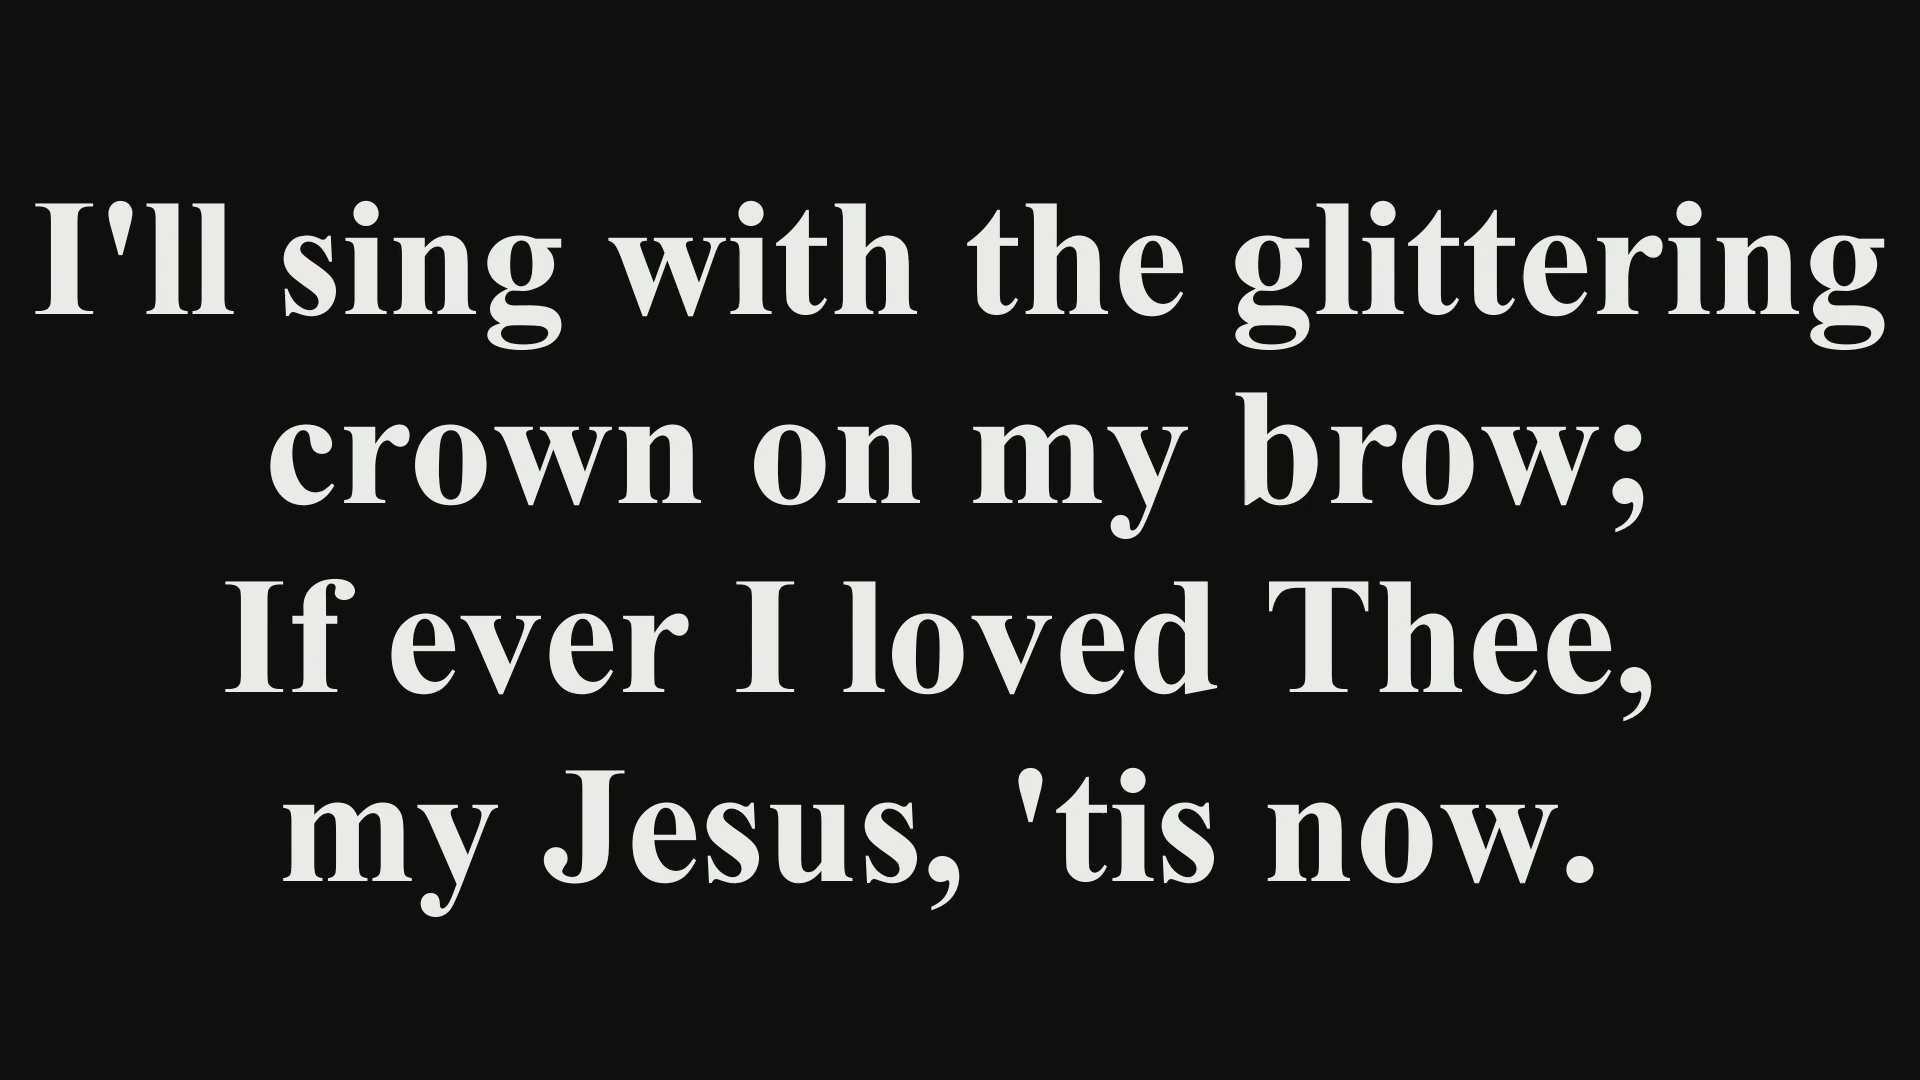 I'll sing with the glittering
crown on my brow;
If ever I loved Thee,
my Jesus, 'tis now.